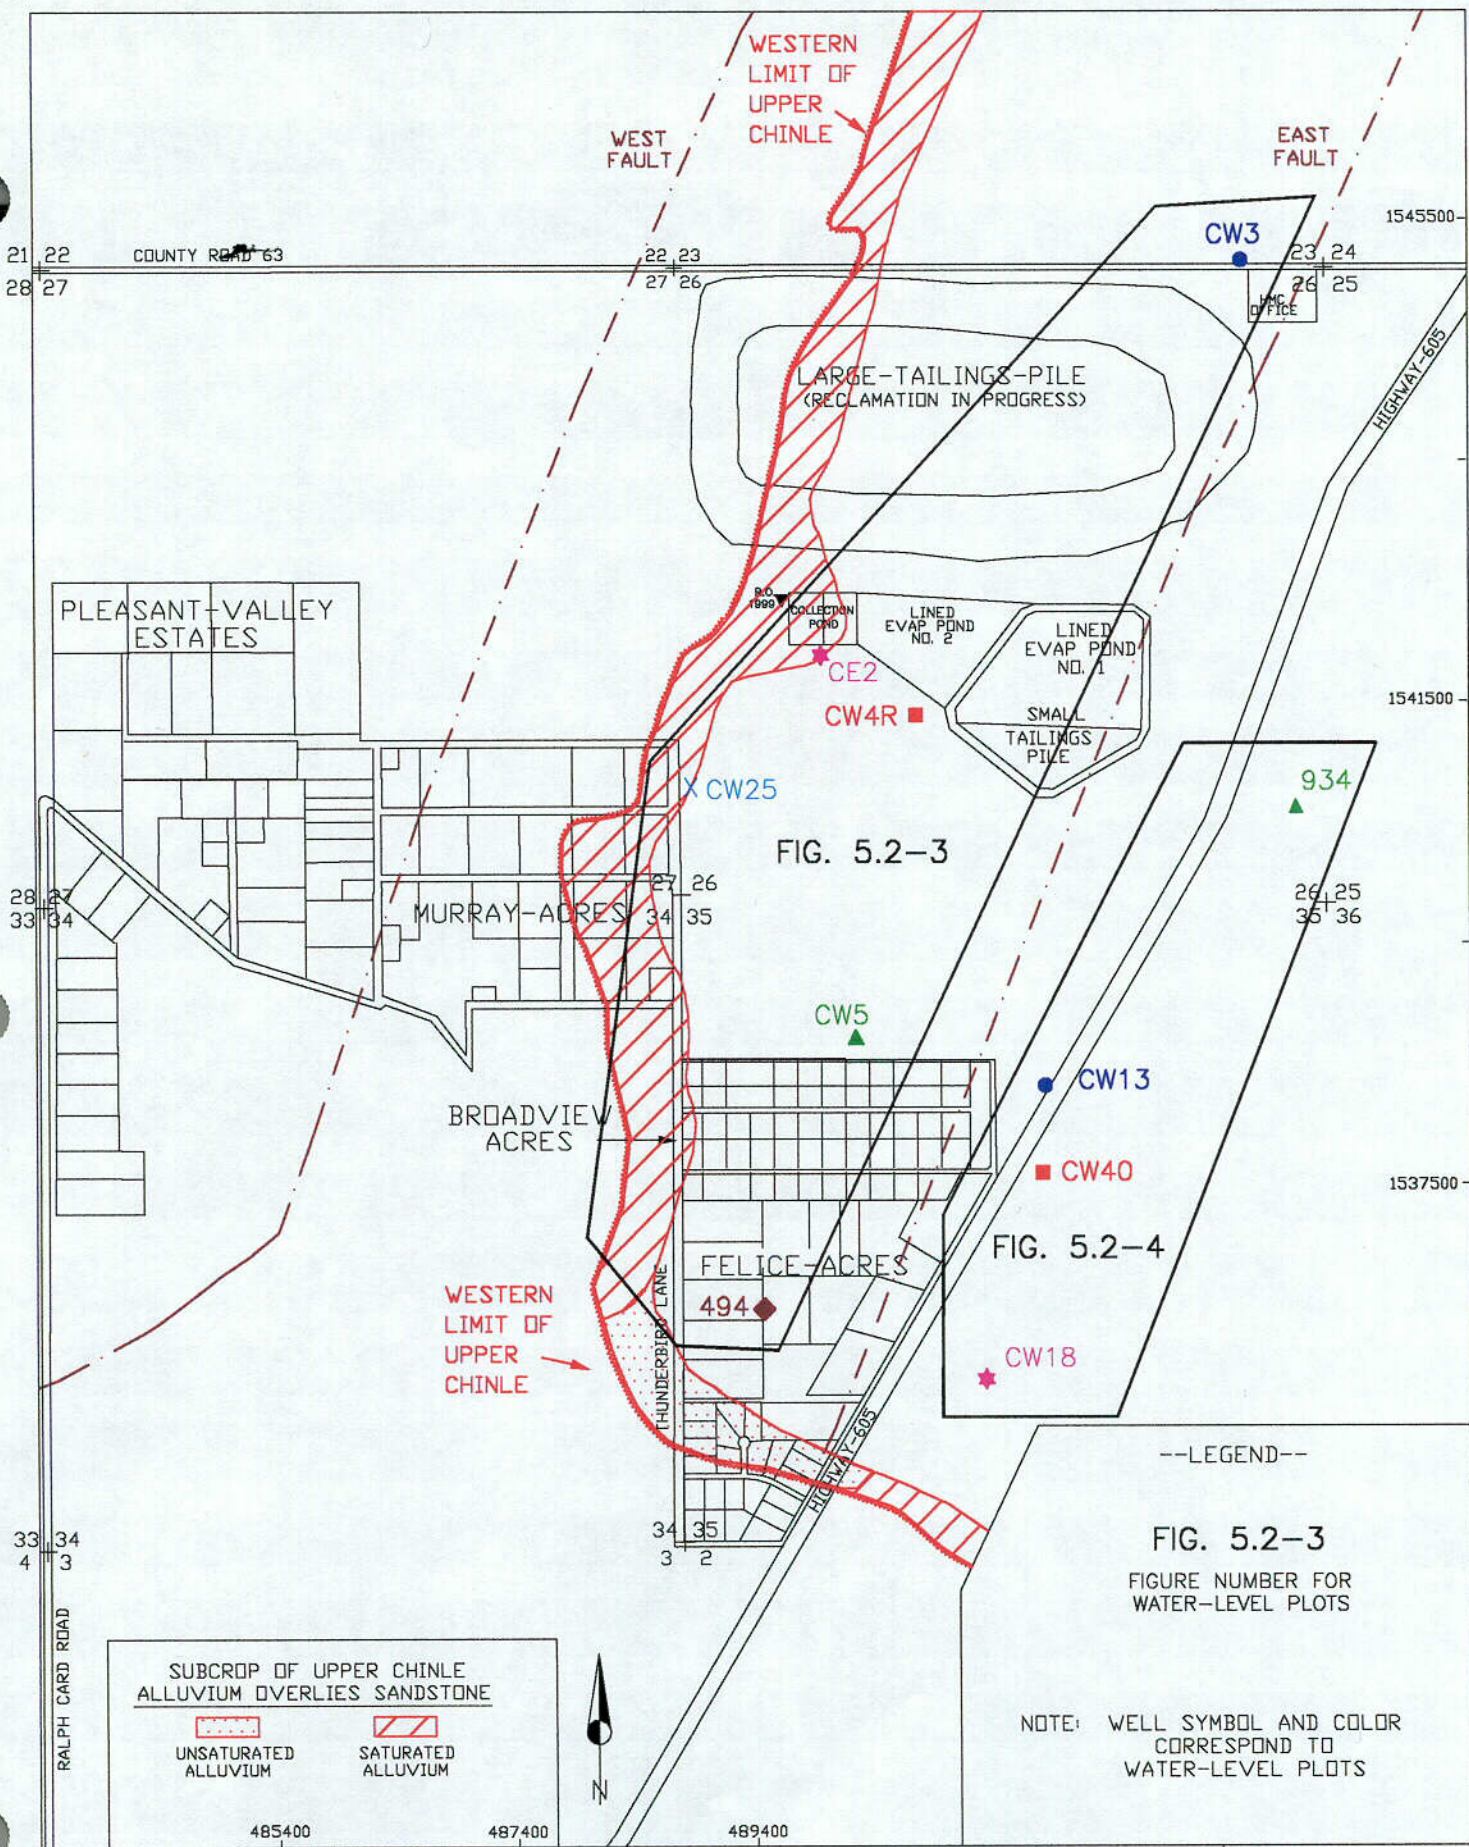 WESTERN
LIMIT OF
UPPER
CHINLE
WEST
FAULT
EAST
FAULT
1545500
CW3
21 22
28 27
COUNTY ROAD 63
22 23
27 26
23 24
26 25
HMC
OFFICE
HIGHWAY-605
LARGE-TAILINGS-PILE
(RECLAMATION IN PROGRESS)
PLEASANT-VALLEY
ESTATES
R.O.
1999
COLLECTION
POND
LINED
EVAP POND
NO. 2
LINED
EVAP POND
NO. 1
CE2
CW4R
SMALL
TAILINGS
PILE
1541500
CW25
934
FIG. 5.2-3
28 27
33 34
MURRAY-ACRES
27 26
34 35
26 25
35 36
CW5
CW13
BROADVIEW
ACRES
CW40
1537500
FIG. 5.2-4
FELICE-ACRES
494
THUNDERBIRD LANE
WESTERN
LIMIT OF
UPPER
CHINLE
CW18
HIGHWAY-605
--LEGEND--
FIG. 5.2-3
FIGURE NUMBER FOR
WATER-LEVEL PLOTS
33 34
4 3
34 35
3 2
RALPH CARD ROAD
SUBCROP OF UPPER CHINLE
ALLUVIUM OVERLIES SANDSTONE
UNSATURATED
ALLUVIUM
SATURATED
ALLUVIUM
N
NOTE: WELL SYMBOL AND COLOR
CORRESPOND TO
WATER-LEVEL PLOTS
485400
487400
489400